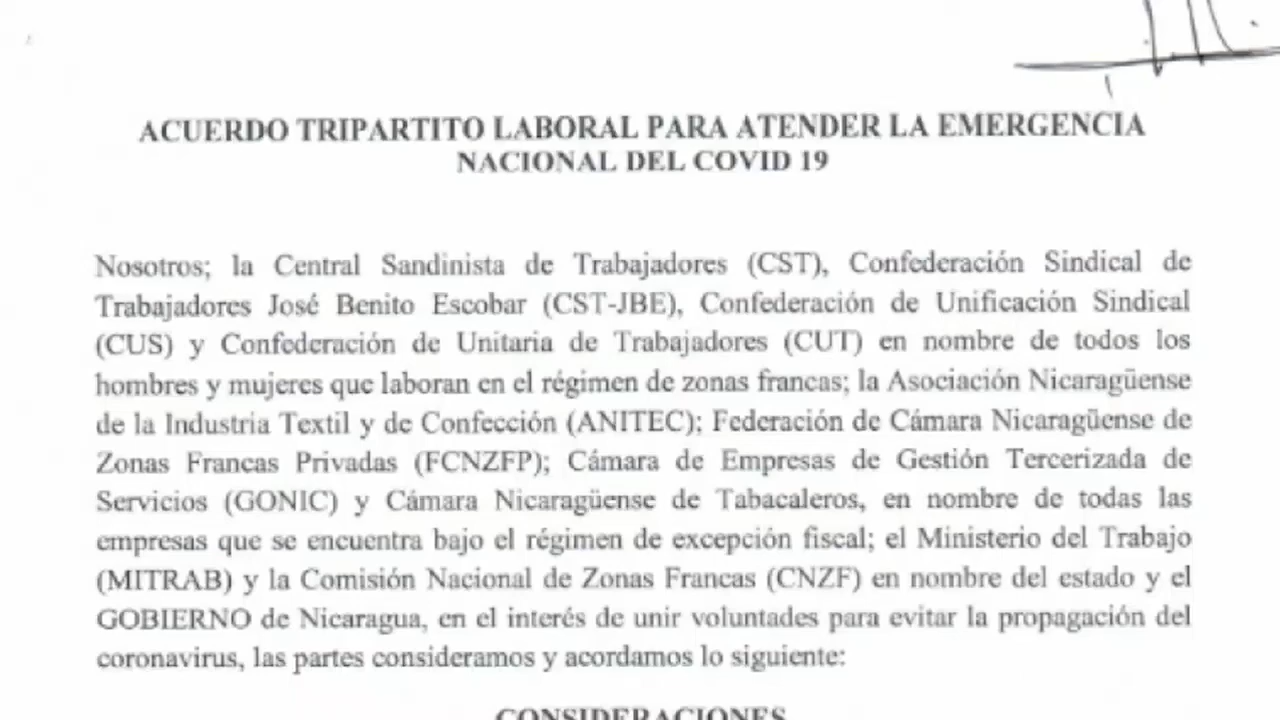 ACUERDO TRIPARTITO LABORAL PARA ATENDER LA EMERGENCIA
NACIONAL DEL COVID 19
Nosotros; la Central Sandinista de Trabajadores (CST), Confederación Sindical de
Trabajadores José Benito Escobar (CST-JBE), Confederación de Unificación Sindical
(CUS) y Confederación de Unitaria de Trabajadores (CUT) en nombre de todos los
hombres y mujeres que laboran en el régimen de zonas francas; la Asociación Nicaragüense
de la Industria Textil y de Confección (ANITEC); Federación de Cámara Nicaragüense de
Zonas Francas Privadas (FCNZFP); Cámara de Empresas de Gestión Tercerizada de
Servicios (GONIC) y Cámara Nicaragüense de Tabacaleros, en nombre de todas las
empresas que se encuentra bajo el régimen de excepción fiscal; el Ministerio del Trabajo
(MITRAB) y la Comisión Nacional de Zonas Francas (CNZF) en nombre del estado y el
GOBIERNO de Nicaragua, en el interés de unir voluntades para evitar la propagación del
coronavirus, las partes consideramos y acordamos lo siguiente:
CONSIDERACIONES